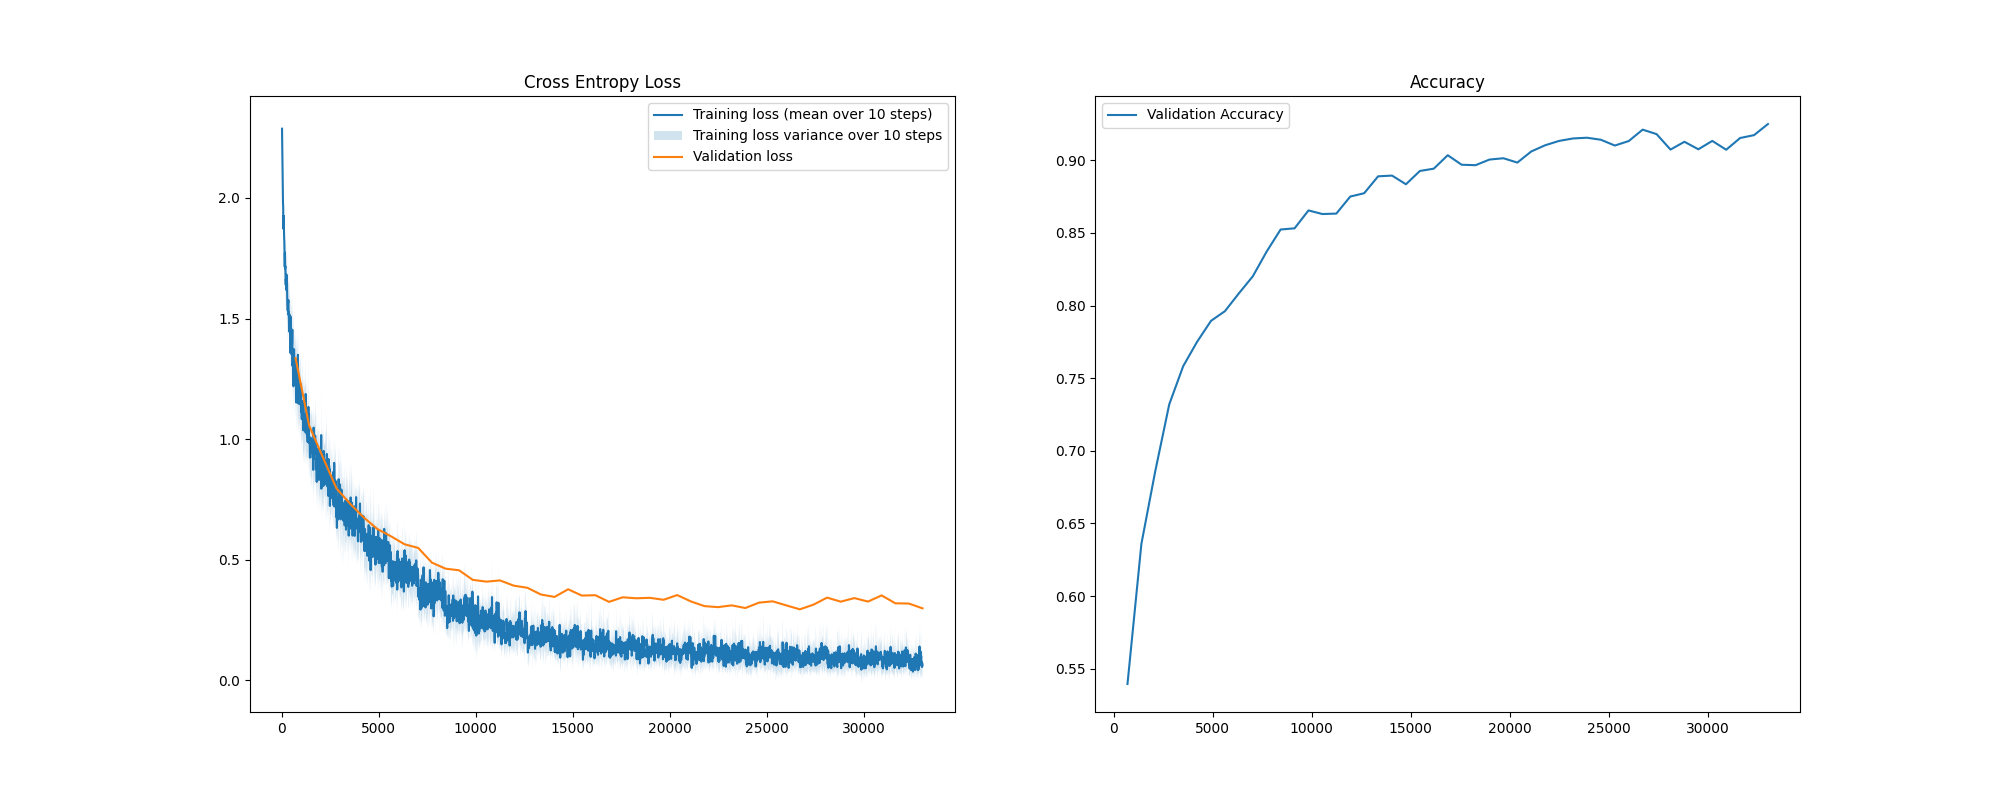 Cross Entropy Loss
Training loss (mean over 10 steps)
Training loss variance over 10 steps
Validation loss
2.0
1.5
1.0
0.5
0.0
0 5000 10000 15000 20000 25000 30000
Accuracy
Validation Accuracy
0.90
0.85
0.80
0.75
0.70
0.65
0.60
0.55
0 5000 10000 15000 20000 25000 30000